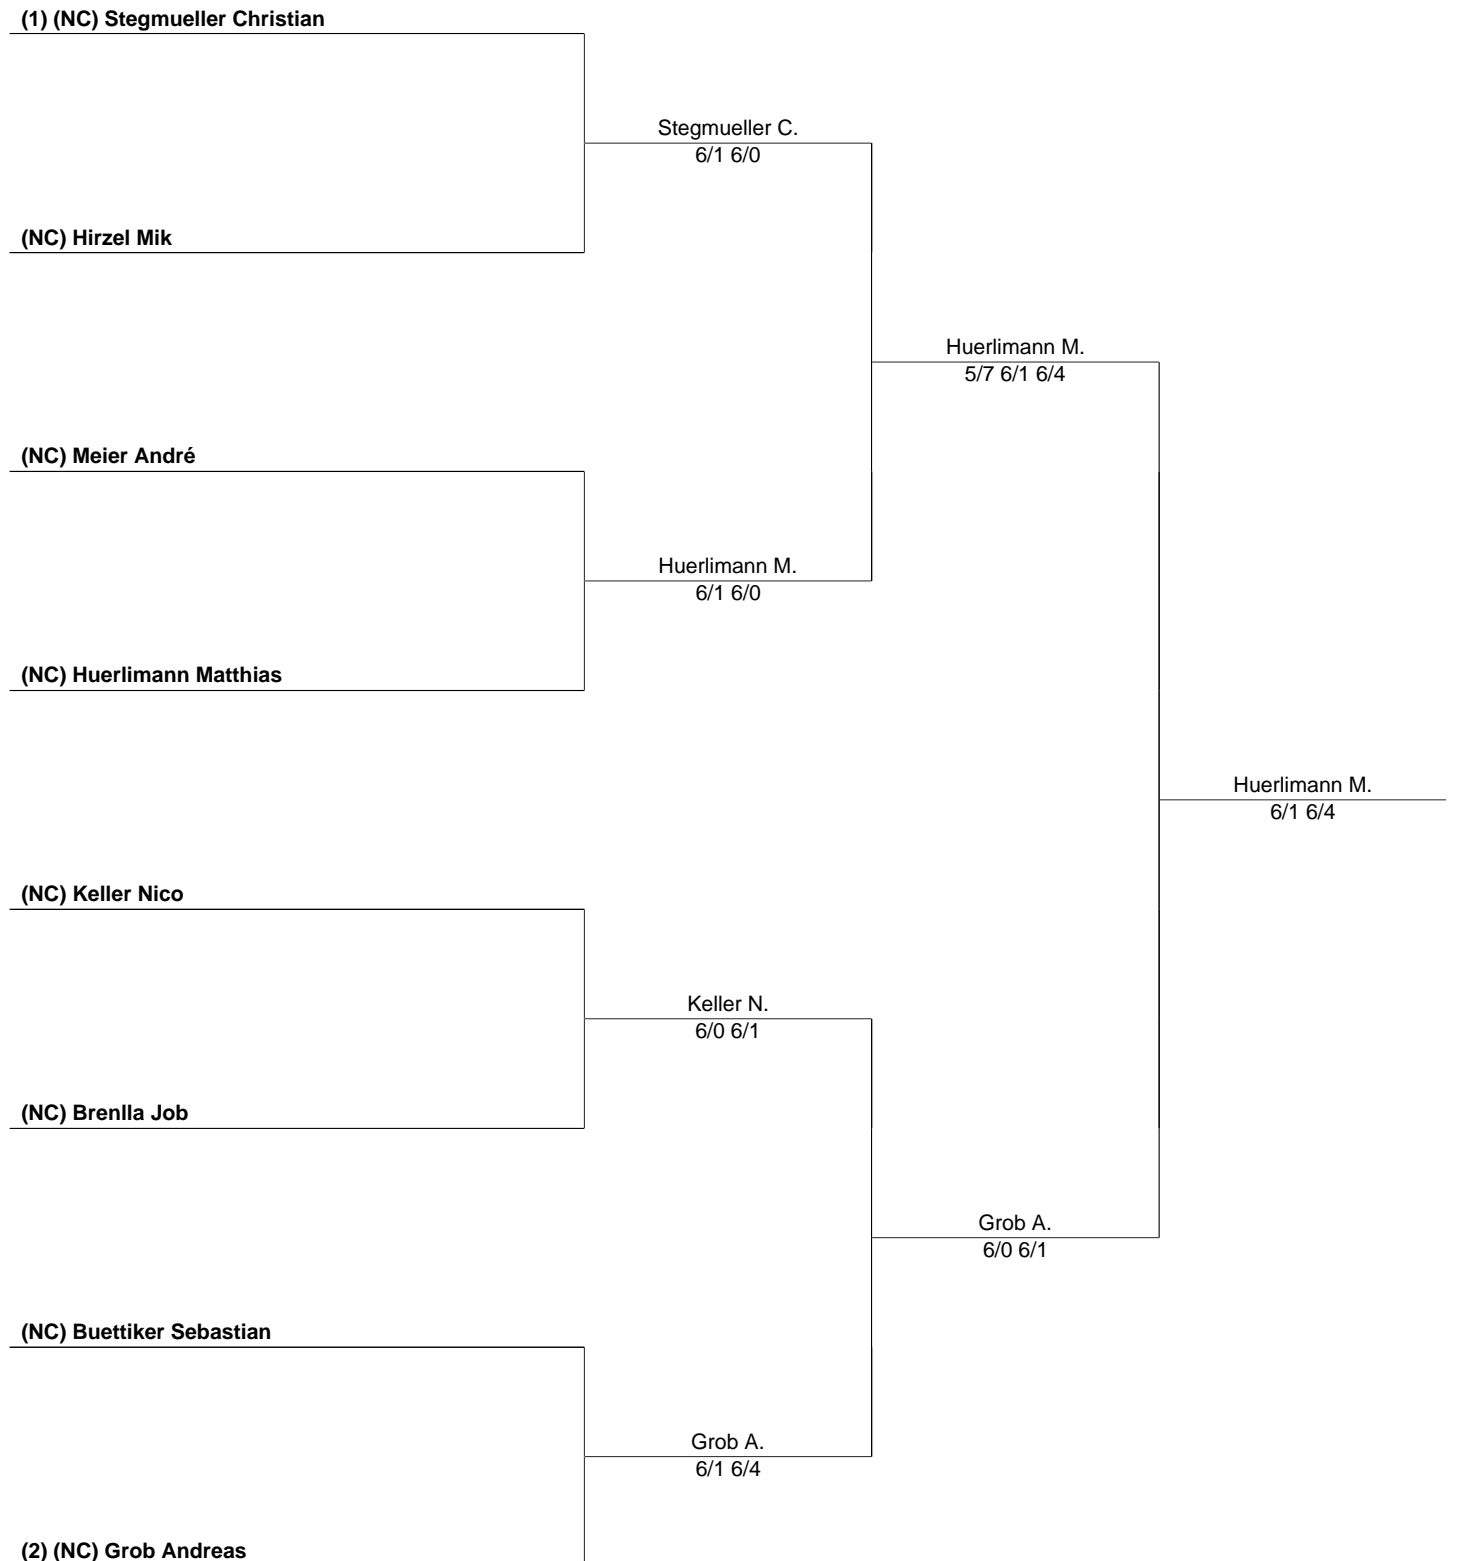 (1) (NC) Stegmueller Christian
Stegmueller C.
6/1 6/0
(NC) Hirzel Mik
Huerlimann M.
5/7 6/1 6/4
(NC) Meier André
Huerlimann M.
6/1 6/0
(NC) Huerlimann Matthias
Huerlimann M.
6/1 6/4
(NC) Keller Nico
Keller N.
6/0 6/1
(NC) Brenlla Job
Grob A.
6/0 6/1
(NC) Buettiker Sebastian
Grob A.
6/1 6/4
(2) (NC) Grob Andreas